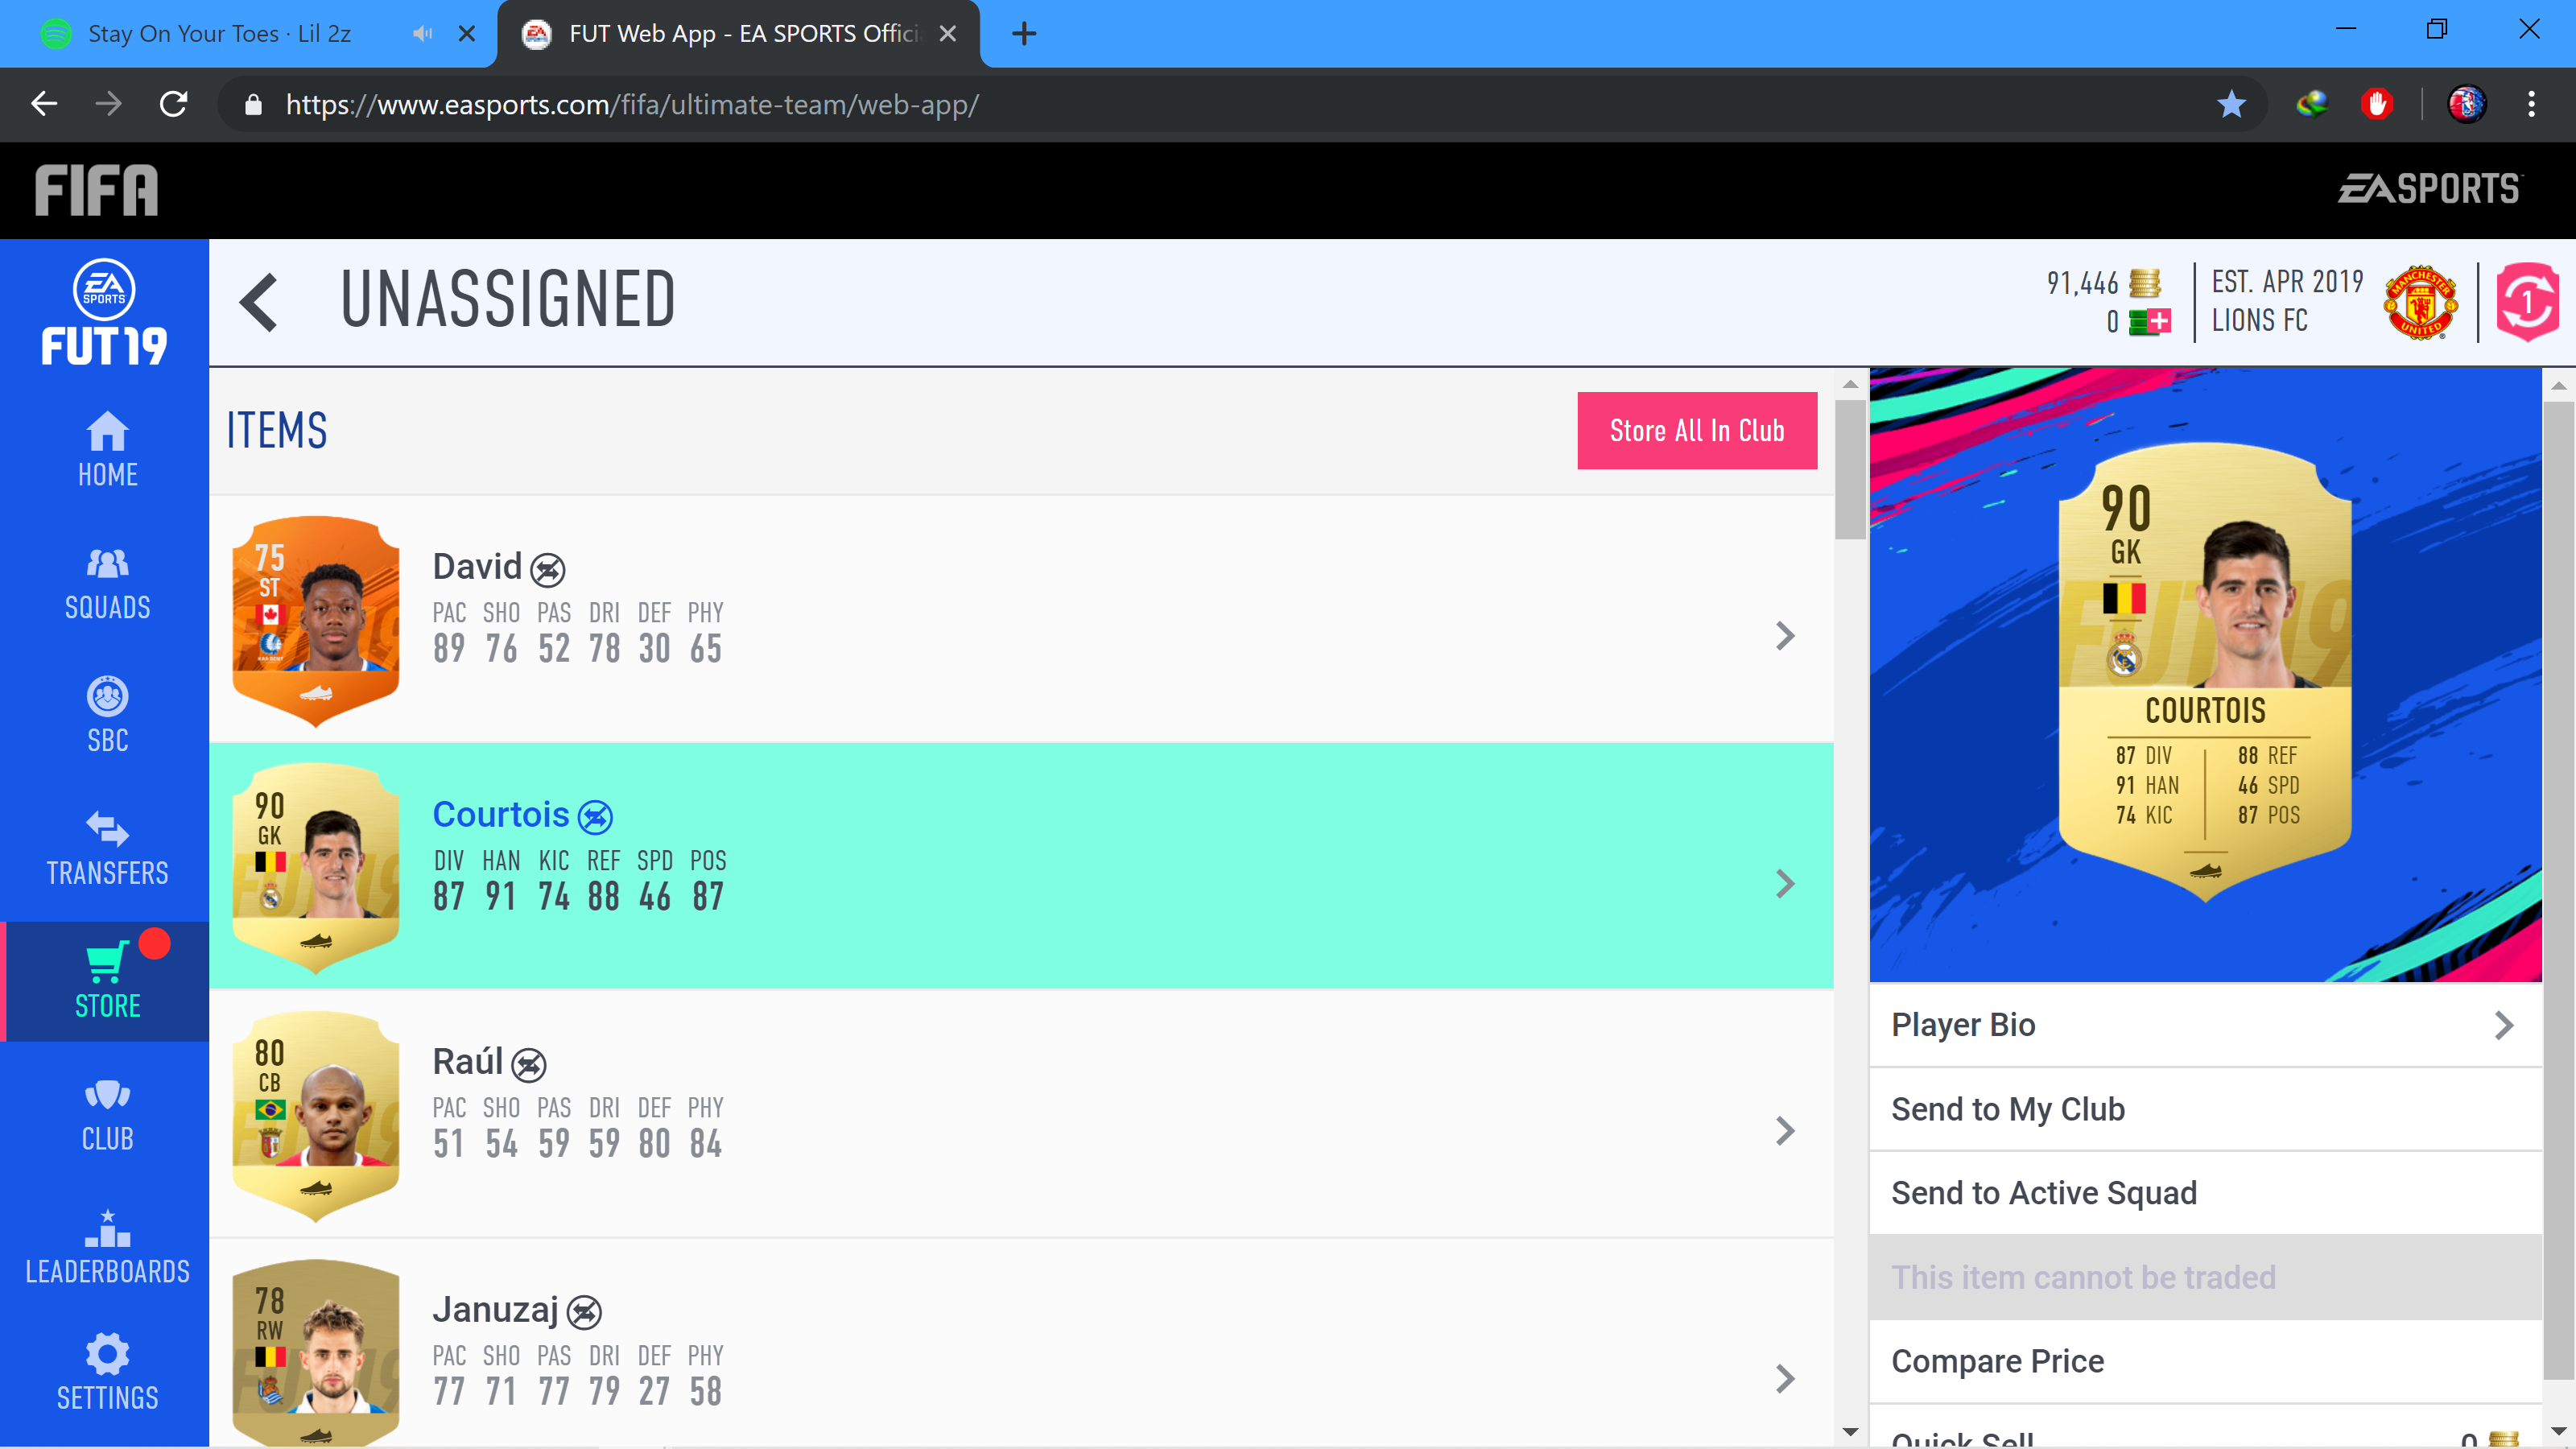 Stay On Your Toes · Lil 2z
FUT Web App - EA SPORTS Offici
https://www.easports.com/fifa/ultimate-team/web-app/
FIFA
EA SPORTS
EA SPORTS
FUT 19
HOME
SQUADS
SBC
TRANSFERS
STORE
CLUB
LEADERBOARDS
SETTINGS
UNASSIGNED
91,446
0
EST. APR 2019
LIONS FC
MANCHESTER UNITED
1
ITEMS
Store All In Club
75
ST
David
PAC SHO PAS DRI DEF PHY
89 76 52 78 30 65
90
GK
Courtois
DIV HAN KIC REF SPD POS
87 91 74 88 46 87
80
CB
Raúl
PAC SHO PAS DRI DEF PHY
51 54 59 59 80 84
78
RW
Januzaj
PAC SHO PAS DRI DEF PHY
77 71 77 79 27 58
90
GK
FUT 19
COURTOIS
87 DIV 88 REF
91 HAN 46 SPD
74 KIC 87 POS
Player Bio
Send to My Club
Send to Active Squad
This item cannot be traded
Compare Price
Quick Sell 0